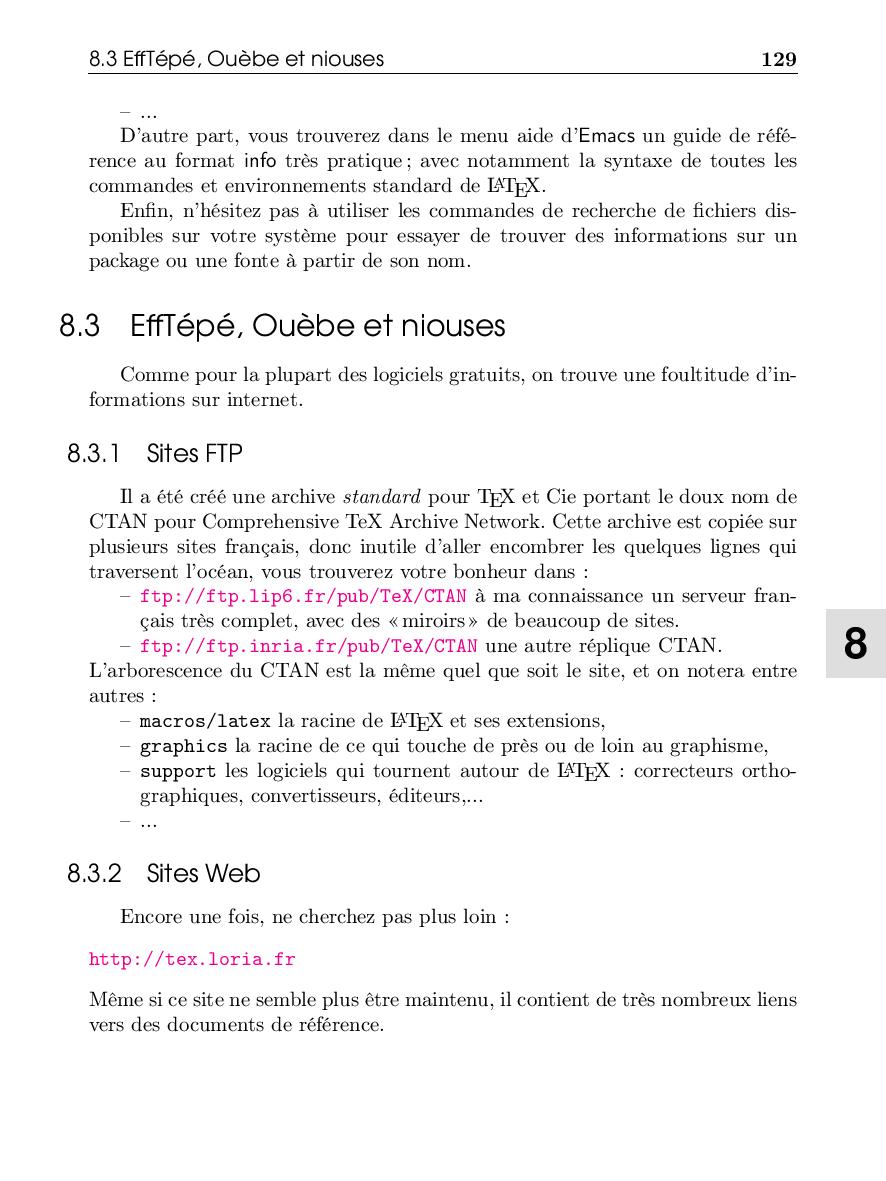 8.3 EffTépé, Ouèbe et niouses 129
– ...
D'autre part, vous trouverez dans le menu aide d'Emacs un guide de réfé-
rence au format info très pratique ; avec notamment la syntaxe de toutes les
commandes et environnements standard de LATEX.
Enfin, n'hésitez pas à utiliser les commandes de recherche de fichiers dis-
ponibles sur votre système pour essayer de trouver des informations sur un
package ou une fonte à partir de son nom.
8.3 EffTépé, Ouèbe et niouses
Comme pour la plupart des logiciels gratuits, on trouve une foultitude d'in-
formations sur internet.
8.3.1 Sites FTP
Il a été créé une archive standard pour TEX et Cie portant le doux nom de
CTAN pour Comprehensive TeX Archive Network. Cette archive est copiée sur
plusieurs sites français, donc inutile d'aller encombrer les quelques lignes qui
traversent l'océan, vous trouverez votre bonheur dans :
– ftp://ftp.lip6.fr/pub/TeX/CTAN à ma connaissance un serveur fran-
çais très complet, avec des « miroirs » de beaucoup de sites.
– ftp://ftp.inria.fr/pub/TeX/CTAN une autre réplique CTAN.
8
L'arborescence du CTAN est la même quel que soit le site, et on notera entre
autres :
– macros/latex la racine de LATEX et ses extensions,
– graphics la racine de ce qui touche de près ou de loin au graphisme,
– support les logiciels qui tournent autour de LATEX : correcteurs ortho-
graphiques, convertisseurs, éditeurs,...
– ...
8.3.2 Sites Web
Encore une fois, ne cherchez pas plus loin :
http://tex.loria.fr
Même si ce site ne semble plus être maintenu, il contient de très nombreux liens
vers des documents de référence.